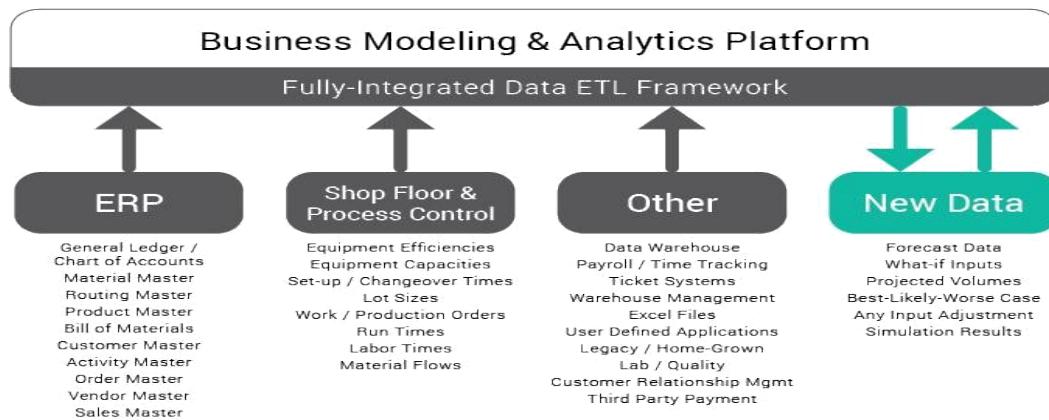 Business Modeling & Analytics Platform
Fully-Integrated Data ETL Framework
ERP
General Ledger /
Chart of Accounts
Material Master
Routing Master
Product Master
Bill of Materials
Customer Master
Activity Master
Order Master
Vendor Master
Sales Master
Shop Floor &
Process Control
Equipment Efficiencies
Equipment Capacities
Set-up / Changeover Times
Lot Sizes
Work / Production Orders
Run Times
Labor Times
Material Flows
Other
Data Warehouse
Payroll / Time Tracking
Ticket Systems
Warehouse Management
Excel Files
User Defined Applications
Legacy / Home-Grown
Lab / Quality
Customer Relationship Mgmt
Third Party Payment
New Data
Forecast Data
What-if Inputs
Projected Volumes
Best-Likely-Worse Case
Any Input Adjustment
Simulation Results